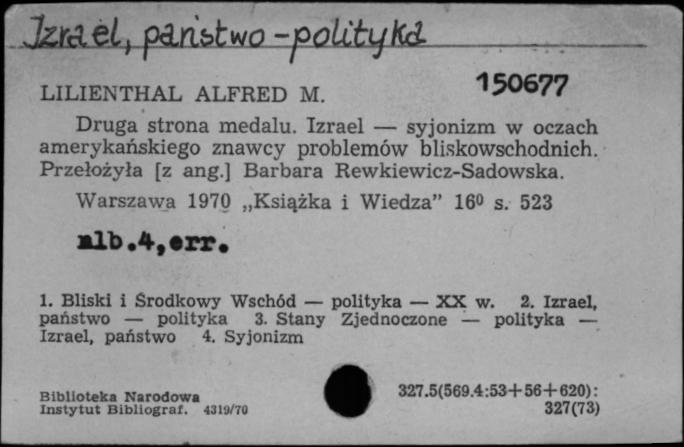 Izrael, państwo - polityka
150677
LILIENTHAL ALFRED M.
Druga strona medalu. Izrael — syjonizm w oczach
amerykańskiego znawcy problemów bliskowschodnich.
Przełożyła [z ang.] Barbara Rewkiewicz-Sadowska.
Warszawa 1970 „Książka i Wiedza” 16⁰ s. 523
nlb.4,err.
1. Bliski i Środkowy Wschód — polityka — XX w. 2. Izrael,
państwo — polityka 3. Stany Zjednoczone — polityka —
Izrael, państwo 4. Syjonizm
Biblioteka Narodowa
Instytut Bibliograf. 4319/70
327.5(569.4:53+56+620):
327(73)